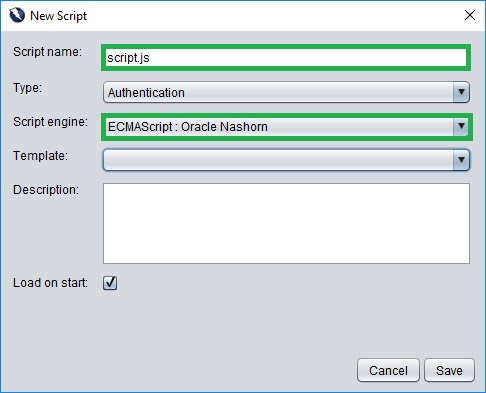 New Script
Script name: script.js
Type: Authentication
Script engine: ECMAScript : Oracle Nashorn
Template:
Description:
Load on start:
Cancel Save